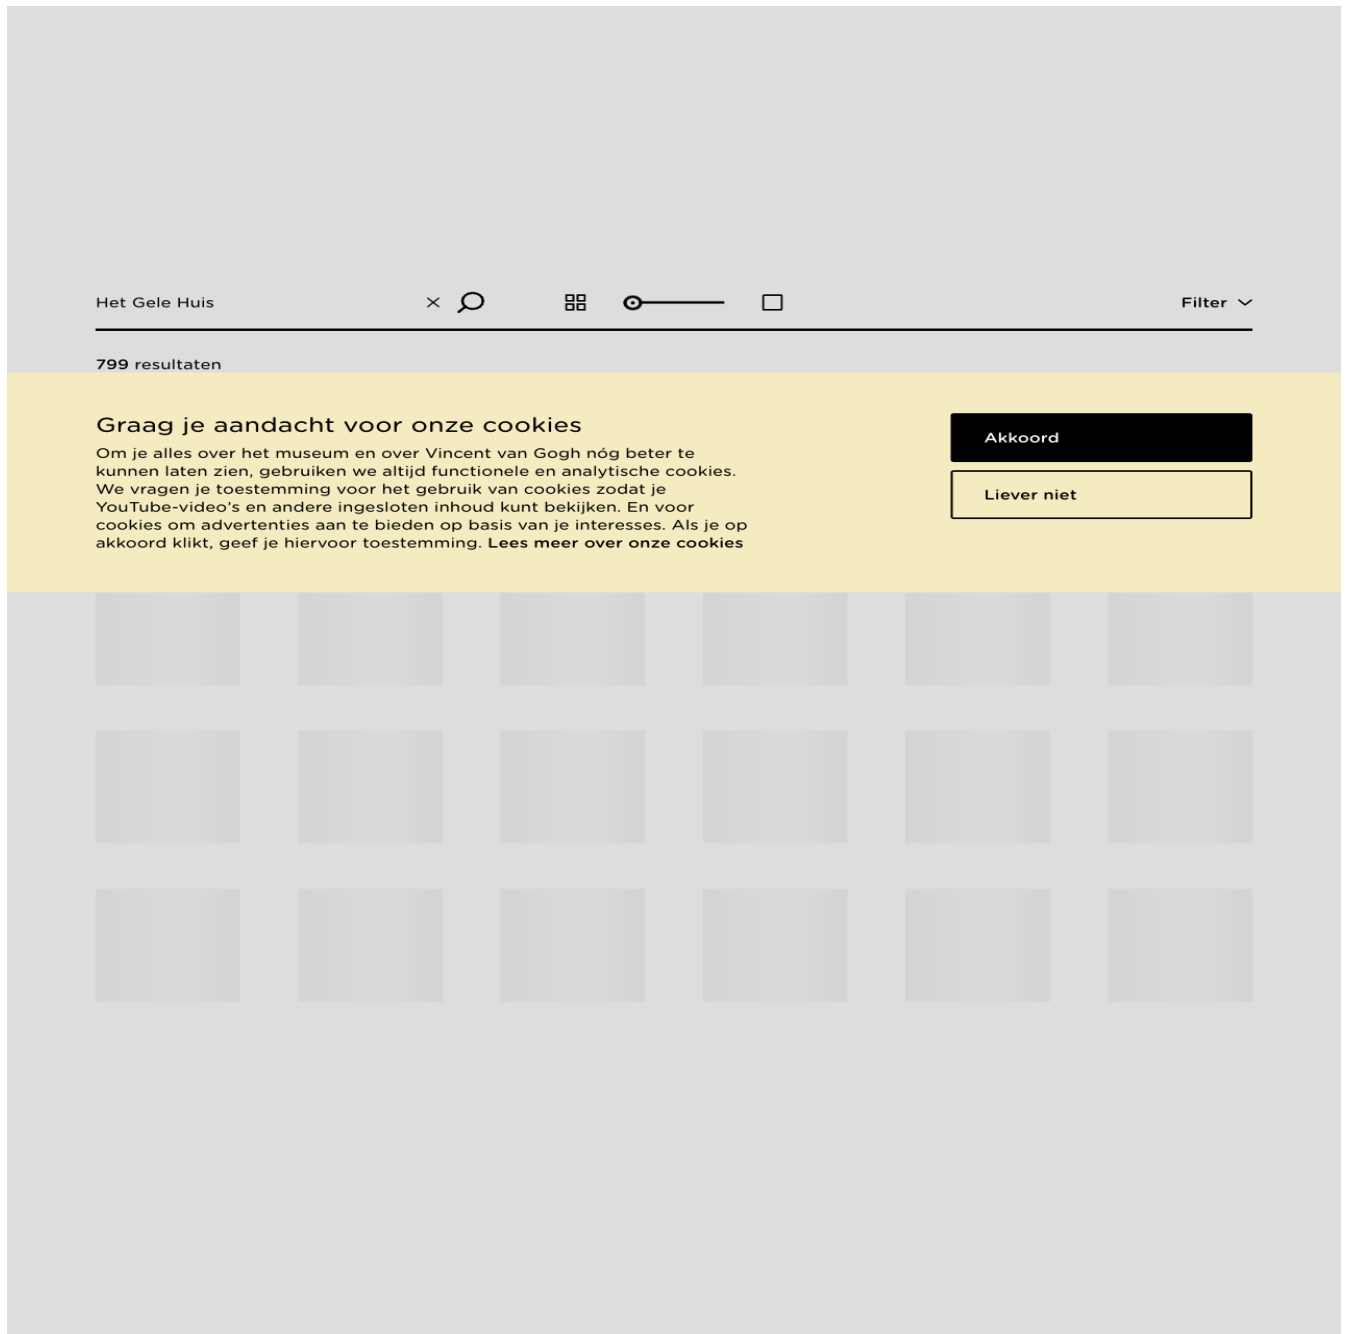 Het Gele Huis
Filter
799 resultaten
Graag je aandacht voor onze cookies
Om je alles over het museum en over Vincent van Gogh nóg beter te
kunnen laten zien, gebruiken we altijd functionele en analytische cookies.
We vragen je toestemming voor het gebruik van cookies zodat je
YouTube-video's en andere ingesloten inhoud kunt bekijken. En voor
cookies om advertenties aan te bieden op basis van je interesses. Als je op
akkoord klikt, geef je hiervoor toestemming. Lees meer over onze cookies
Akkoord
Liever niet